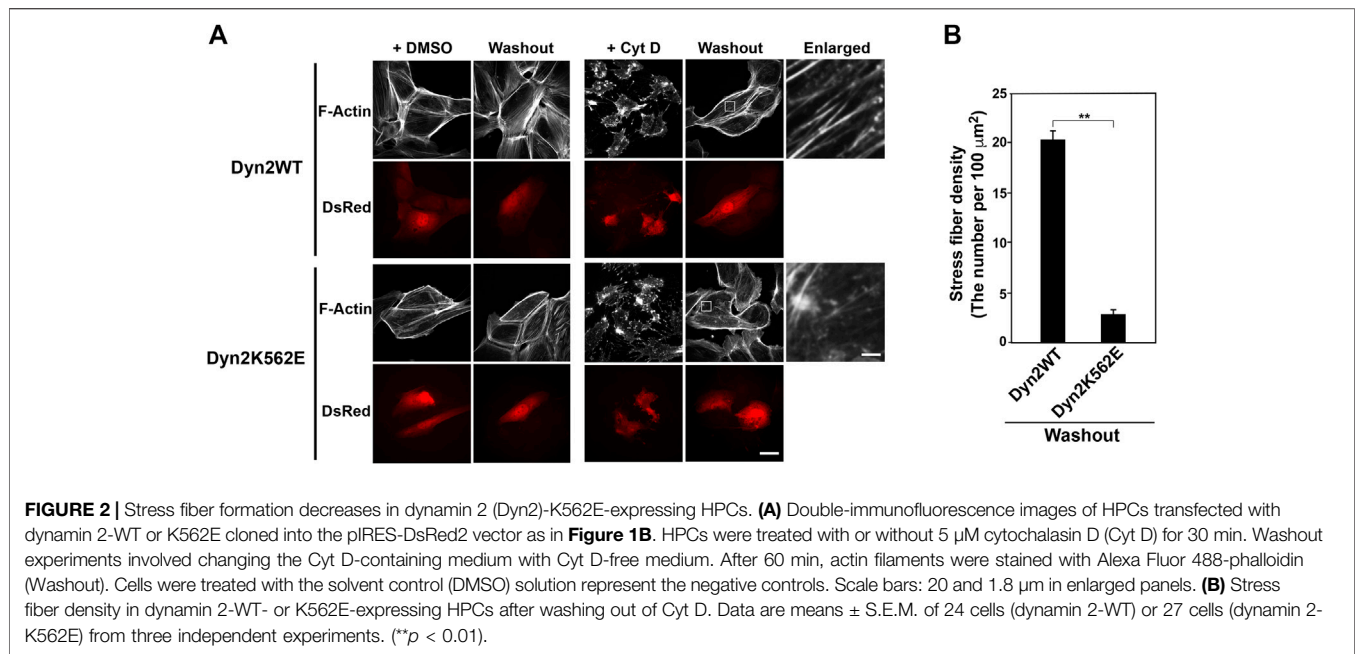 A
B
+ DMSO Washout + Cyt D Washout Enlarged
F-Actin
Dyn2WT
DsRed
F-Actin
Dyn2K562E
DsRed
Stress fiber density
(The number per 100 µm²)
25
20
15
10
5
0
**
Dyn2WT
Dyn2K562E
Washout
FIGURE 2 | Stress fiber formation decreases in dynamin 2 (Dyn2)-K562E-expressing HPCs. (A) Double-immunofluorescence images of HPCs transfected with
dynamin 2-WT or K562E cloned into the pIRES-DsRed2 vector as in Figure 1B. HPCs were treated with or without 5 µM cytochalasin D (Cyt D) for 30 min. Washout
experiments involved changing the Cyt D-containing medium with Cyt D-free medium. After 60 min, actin filaments were stained with Alexa Fluor 488-phalloidin
(Washout). Cells were treated with the solvent control (DMSO) solution represent the negative controls. Scale bars: 20 and 1.8 µm in enlarged panels. (B) Stress
fiber density in dynamin 2-WT- or K562E-expressing HPCs after washing out of Cyt D. Data are means ± S.E.M. of 24 cells (dynamin 2-WT) or 27 cells (dynamin 2-
K562E) from three independent experiments. (**p < 0.01).